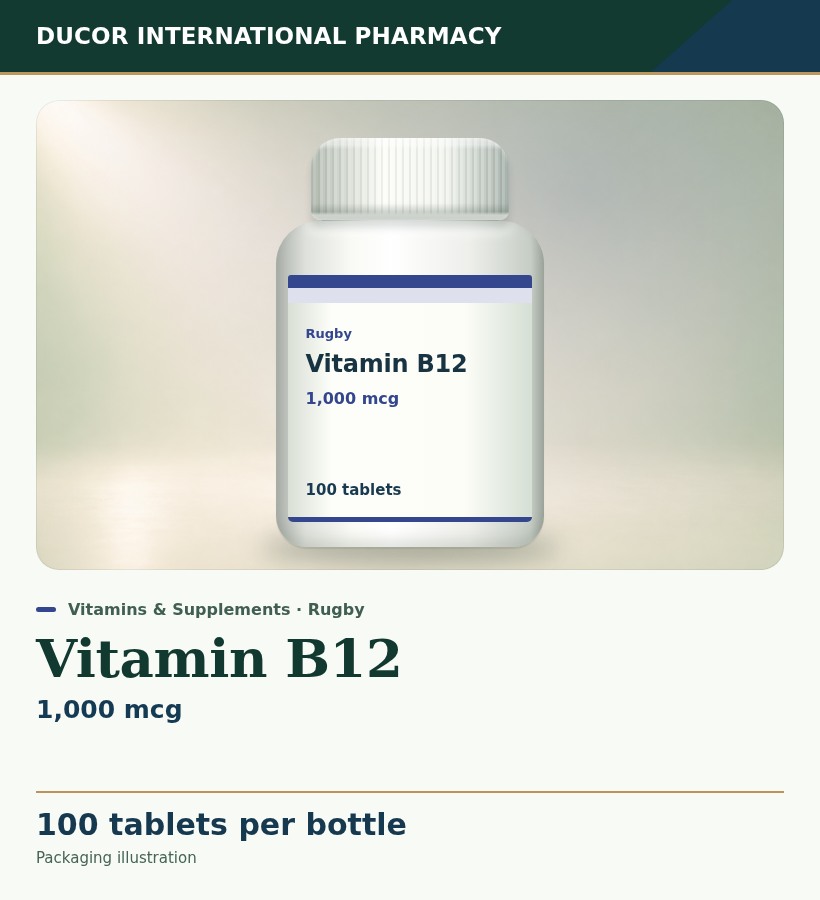 DUCOR INTERNATIONAL PHARMACY
Rugby
Vitamin B12
1,000 mcg
100 tablets
Vitamins & Supplements · Rugby
Vitamin B12
1,000 mcg
100 tablets per bottle
Packaging illustration